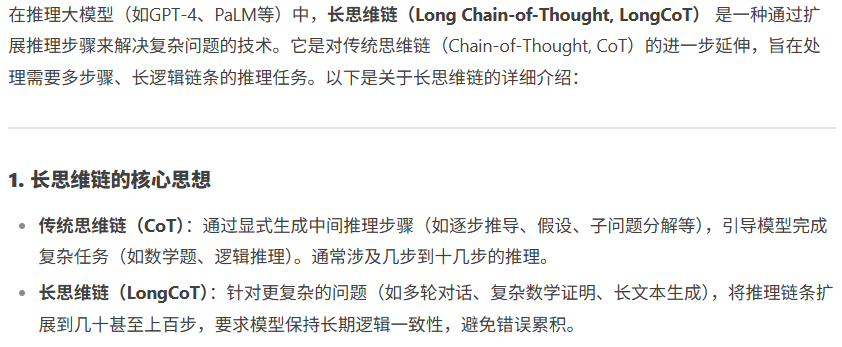 在推理大模型（如GPT-4、PaLM等）中，长思维链（Long Chain-of-Thought, LongCoT） 是一种通过扩
展推理步骤来解决复杂问题的技术。它是对传统思维链（Chain-of-Thought, CoT）的进一步延伸，旨在处
理需要多步骤、长逻辑链条的推理任务。以下是关于长思维链的详细介绍：
1. 长思维链的核心思想
• 传统思维链（CoT）：通过显式生成中间推理步骤（如逐步推导、假设、子问题分解等），引导模型完成
复杂任务（如数学题、逻辑推理）。通常涉及几步到十几步的推理。
• 长思维链（LongCoT）：针对更复杂的问题（如多轮对话、复杂数学证明、长文本生成），将推理链条扩
展到几十甚至上百步，要求模型保持长期逻辑一致性，避免错误累积。